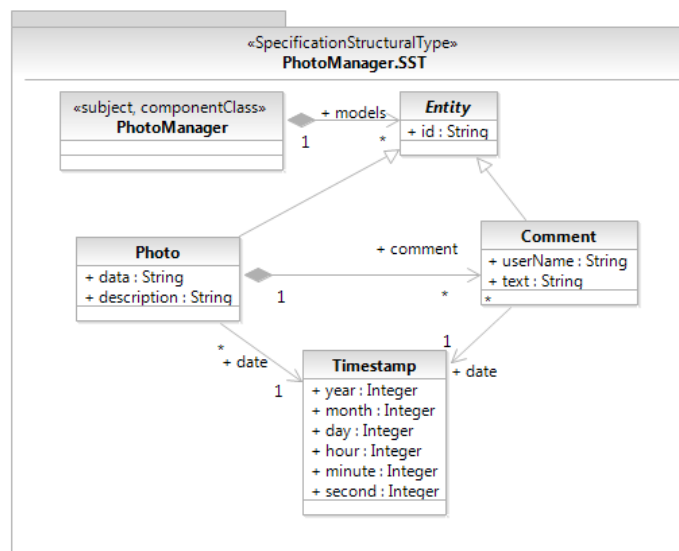 «SpecificationStructuralType»
PhotoManager.SST
«subject, componentClass»
PhotoManager
+ models
1
*
Entity
+ id : String
Photo
+ data : String
+ description : String
+ comment
1
*
Comment
+ userName : String
+ text : String
*
*
+ date
1
1
+ date
Timestamp
+ year : Integer
+ month : Integer
+ day : Integer
+ hour : Integer
+ minute : Integer
+ second : Integer